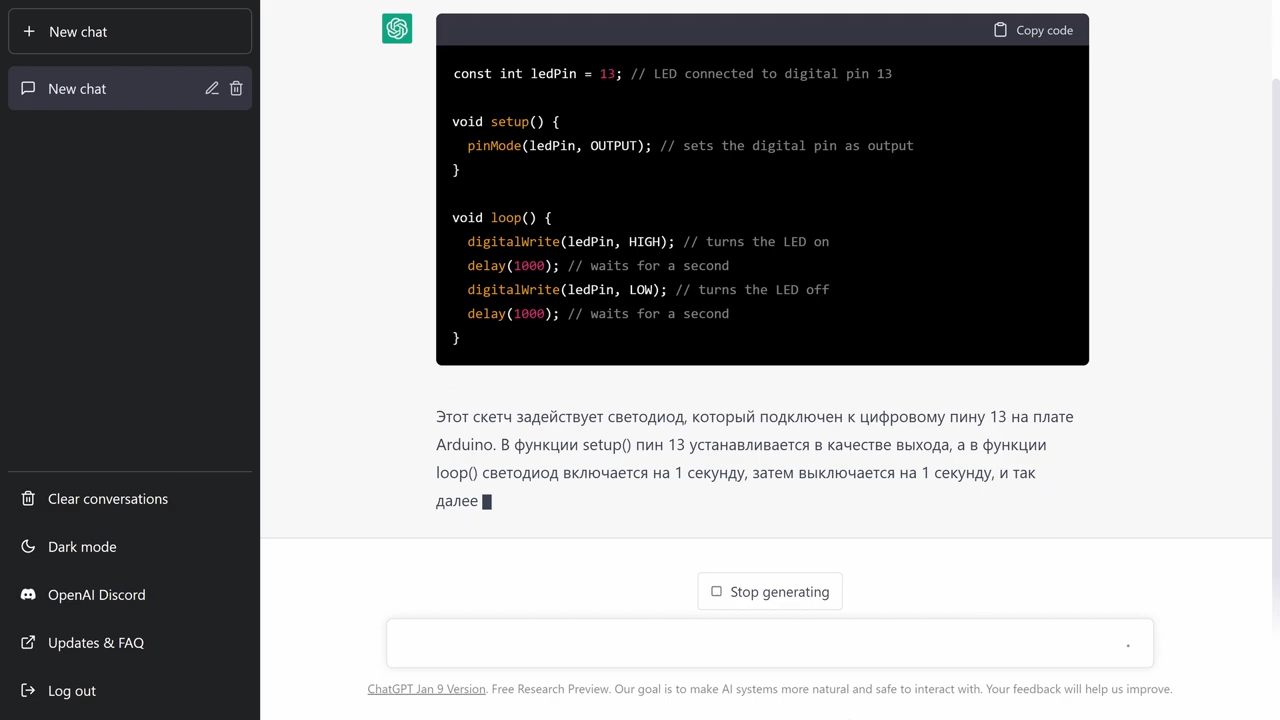 New chat
New chat
Clear conversations
Dark mode
OpenAI Discord
Updates & FAQ
Log out
Copy code
const int ledPin = 13; // LED connected to digital pin 13
void setup() {
pinMode(ledPin, OUTPUT); // sets the digital pin as output
}
void loop() {
digitalWrite(ledPin, HIGH); // turns the LED on
delay(1000); // waits for a second
digitalWrite(ledPin, LOW); // turns the LED off
delay(1000); // waits for a second
}
Этот скетч задействует светодиод, который подключен к цифровому пину 13 на плате
Arduino. В функции setup() пин 13 устанавливается в качестве выхода, а в функции
loop() светодиод включается на 1 секунду, затем выключается на 1 секунду, и так
далее
Stop generating
ChatGPT Jan 9 Version. Free Research Preview. Our goal is to make AI systems more natural and safe to interact with. Your feedback will help us improve.